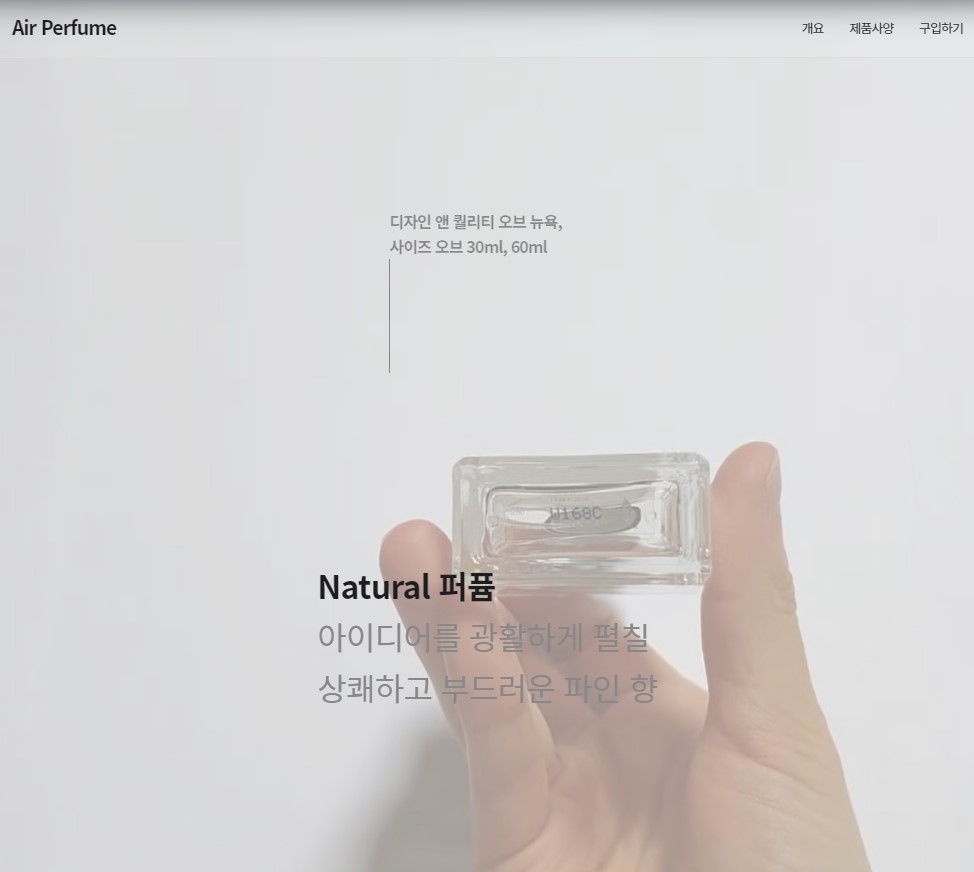 Air Perfume
개요 제품사양 구입하기
디자인 앤 퀄리티 오브 뉴욕,
사이즈 오브 30ml, 60ml
W168C
Natural 퍼퓸
아이디어를 광활하게 펼칠
상쾌하고 부드러운 파인 향